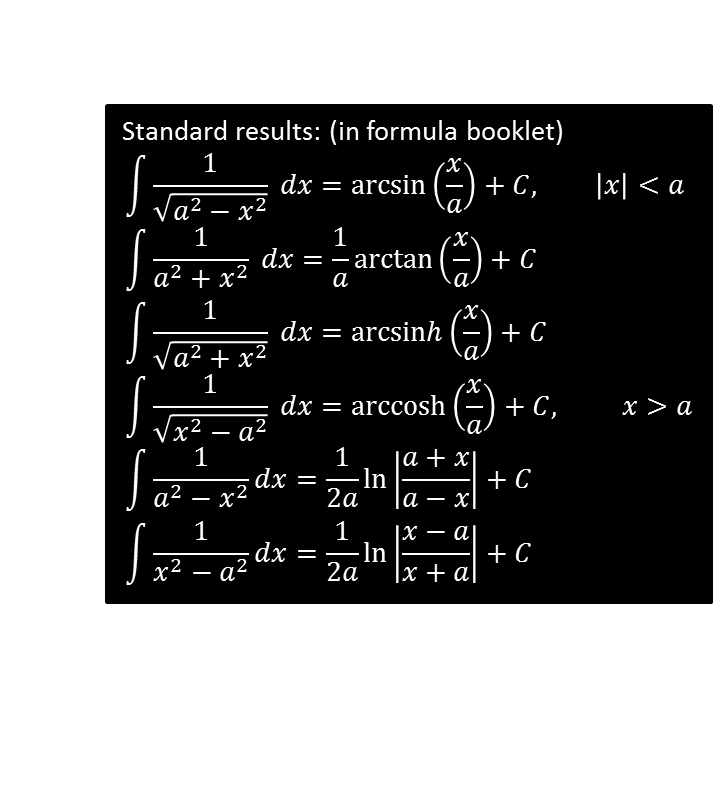 Standard results: (in formula booklet)
∫ 1/√(a² − x²) dx = arcsin (x/a) + C, |x| < a
∫ 1/(a² + x²) dx = 1/a arctan (x/a) + C
∫ 1/√(a² + x²) dx = arcsinh (x/a) + C
∫ 1/√(x² − a²) dx = arccosh (x/a) + C, x > a
∫ 1/(a² − x²) dx = 1/2a ln |(a + x)/(a − x)| + C
∫ 1/(x² − a²) dx = 1/2a ln |(x − a)/(x + a)| + C